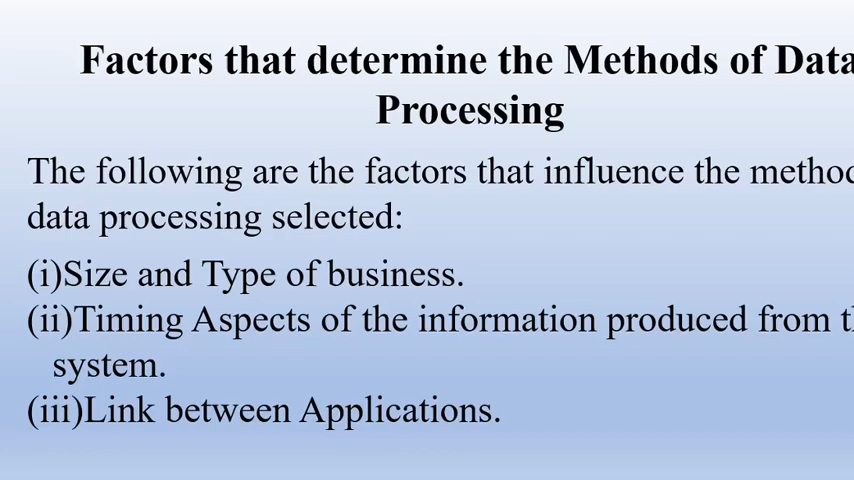 Factors that determine the Methods of Data
Processing
The following are the factors that influence the
data processing selected:
(i)Size and Type of business.
(ii)Timing Aspects of the information produced from
system.
(iii)Link between Applications.